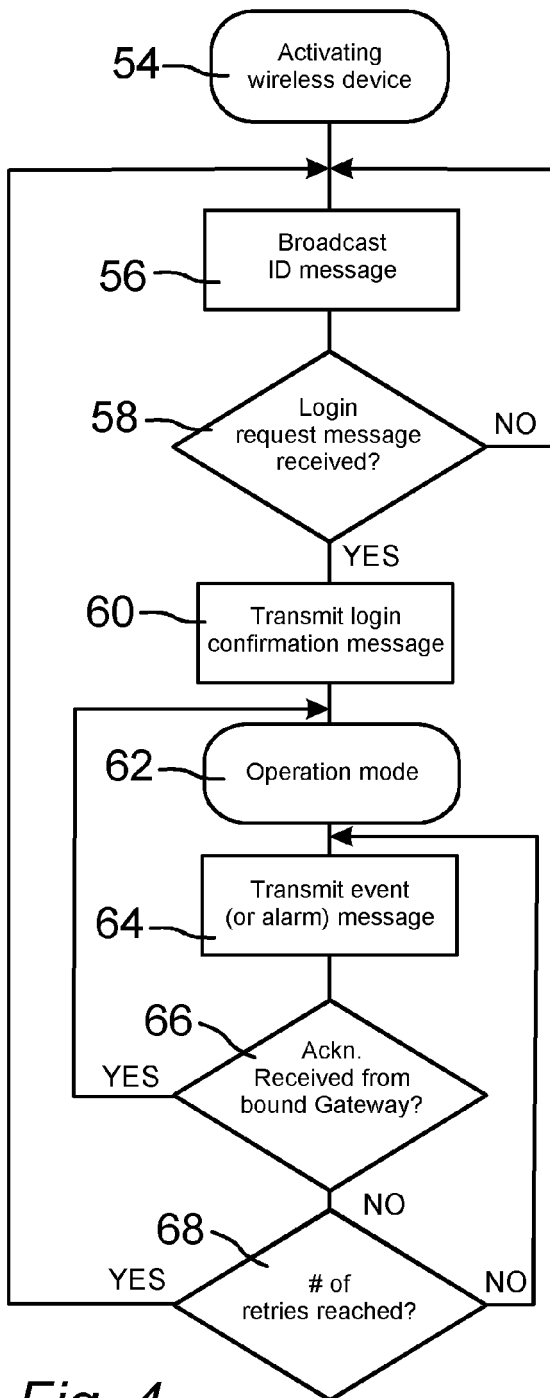 54
Activating
wireless device
56
Broadcast
ID message
58
Login
request message
received?
NO
YES
60
Transmit login
confirmation message
62
Operation mode
64
Transmit event
(or alarm) message
66
Ackn.
Received from
bound Gateway?
YES
NO
68
# of
retries reached?
YES
NO
Fig. 4